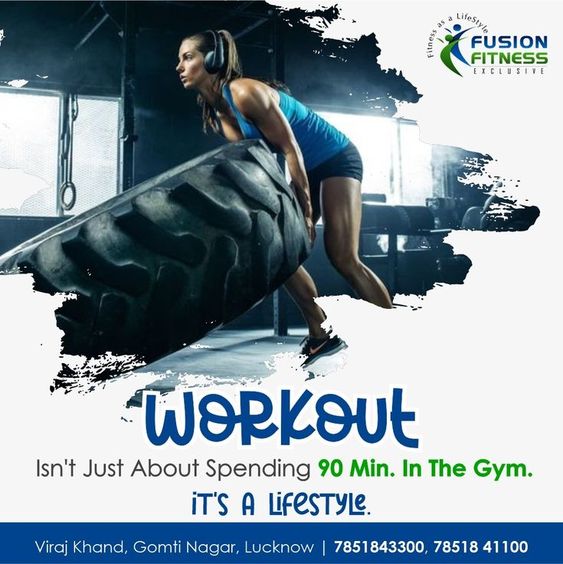 Fitness as a LifeStyle
FUSION
FITNESS
EXCLUSIVE
WORKOUT
Isn't Just About Spending 90 Min. In The Gym.
iT'S A LifESTyLE.
Viraj Khand, Gomti Nagar, Lucknow | 7851843300, 78518 41100